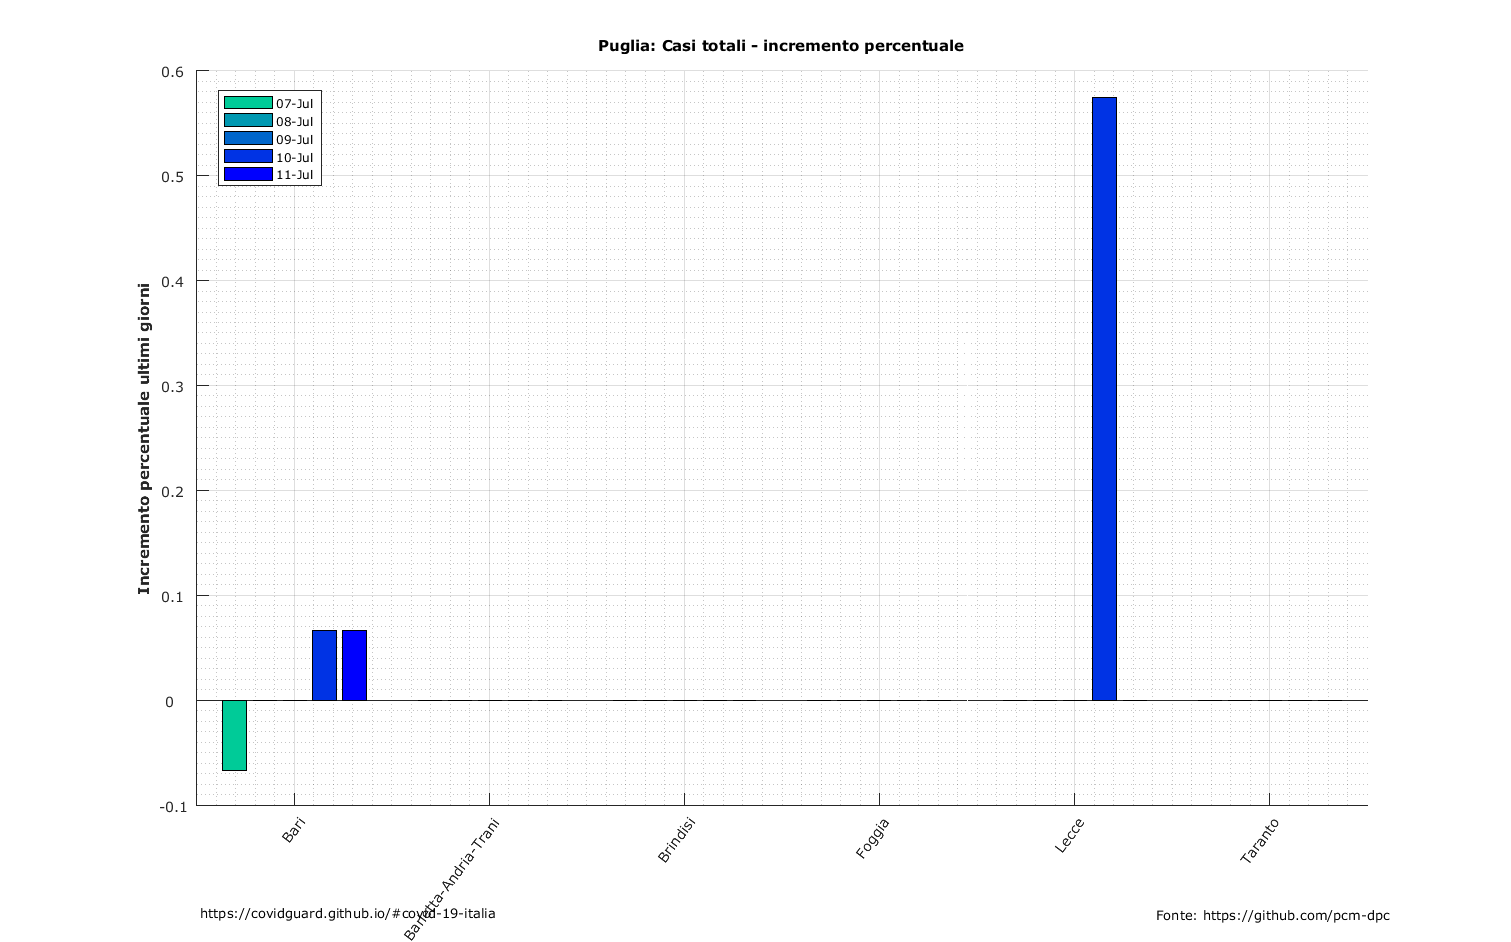 Puglia: Casi totali - incremento percentuale
Incremento percentuale ultimi giorni
0.6
0.5
0.4
0.3
0.2
0.1
0
-0.1
07-Jul
08-Jul
09-Jul
10-Jul
11-Jul
Bari
Barletta-Andria-Trani
Brindisi
Foggia
Lecce
Taranto
https://covidguard.github.io/#covid-19-italia
Fonte: https://github.com/pcm-dpc